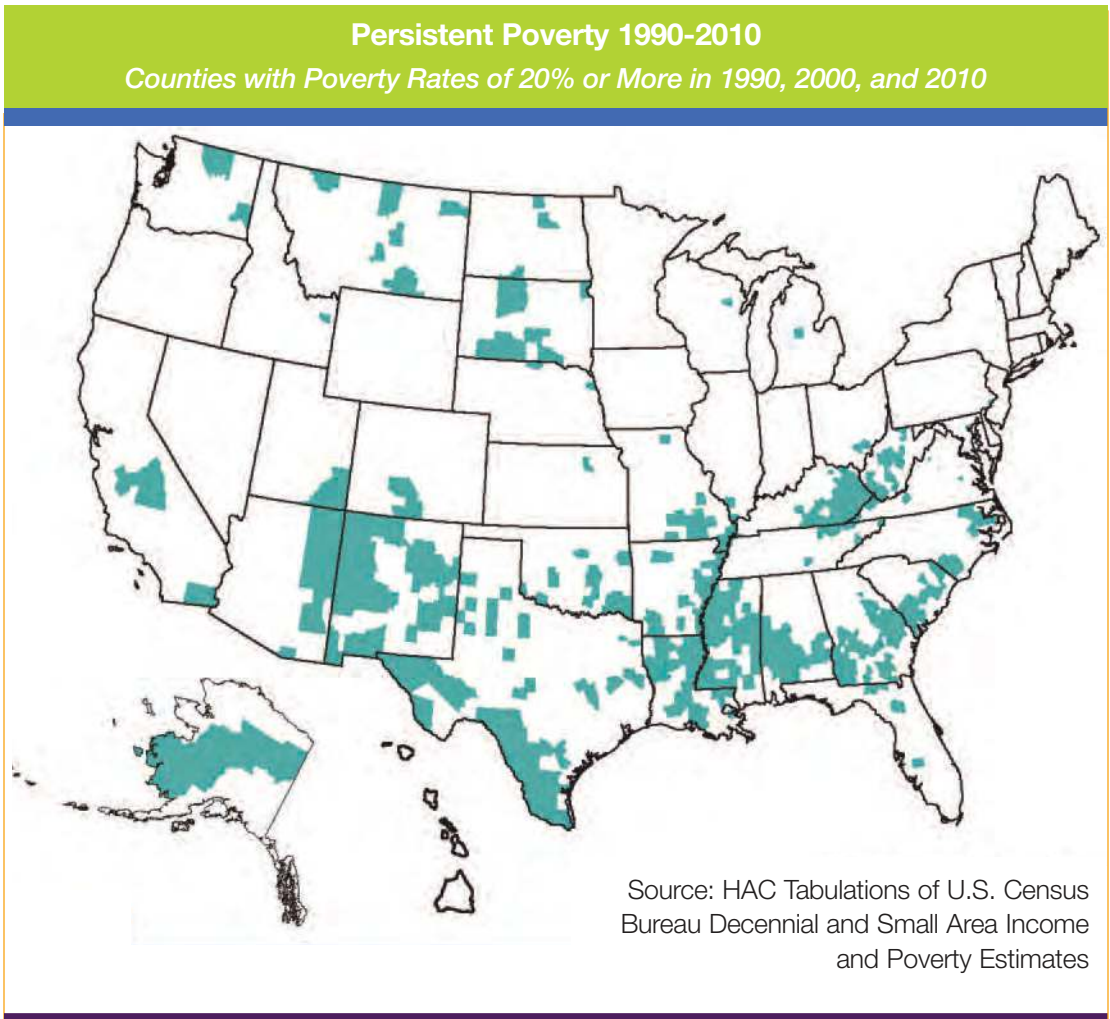 Persistent Poverty 1990-2010
Counties with Poverty Rates of 20% or More in 1990, 2000, and 2010
Source: HAC Tabulations of U.S. Census
Bureau Decennial and Small Area Income
and Poverty Estimates